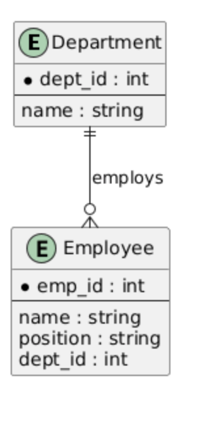 E Department
• dept_id : int
name : string
employs
E Employee
• emp_id : int
name : string
position : string
dept_id : int